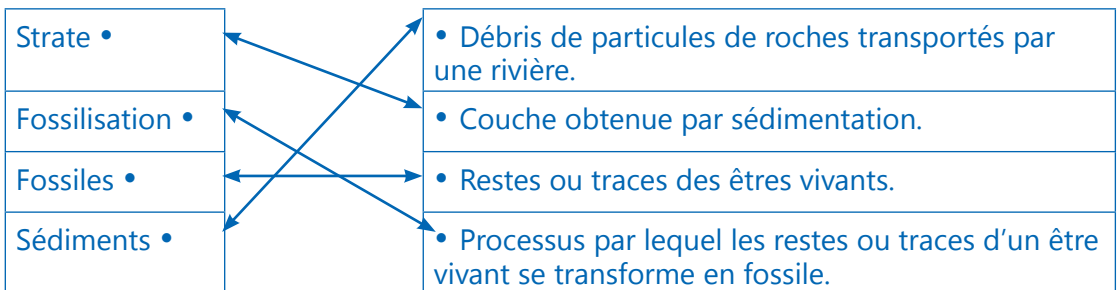 Strate •
• Débris de particules de roches transportés par
une rivière.
Fossilisation •
• Couche obtenue par sédimentation.
Fossiles •
• Restes ou traces des êtres vivants.
Sédiments •
• Processus par lequel les restes ou traces d’un être
vivant se transforme en fossile.